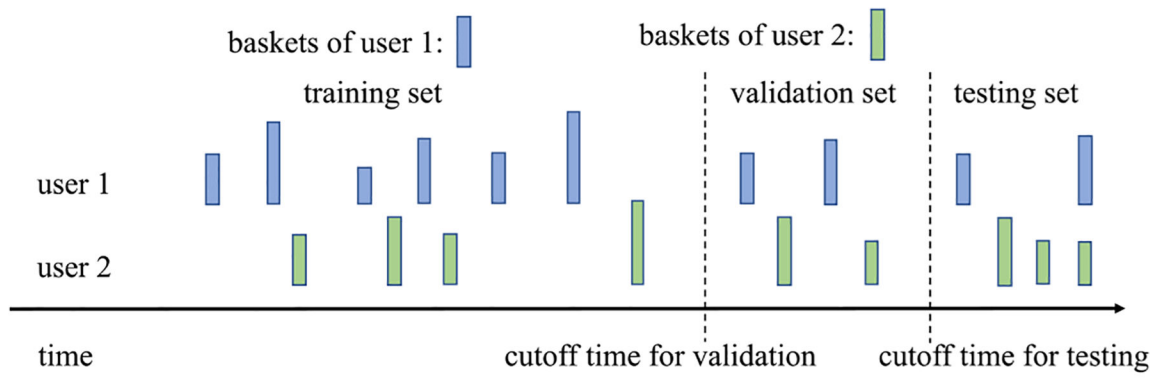 baskets of user 1:
baskets of user 2:
training set
validation set
testing set
user 1
user 2
time
cutoff time for validation
cutoff time for testing